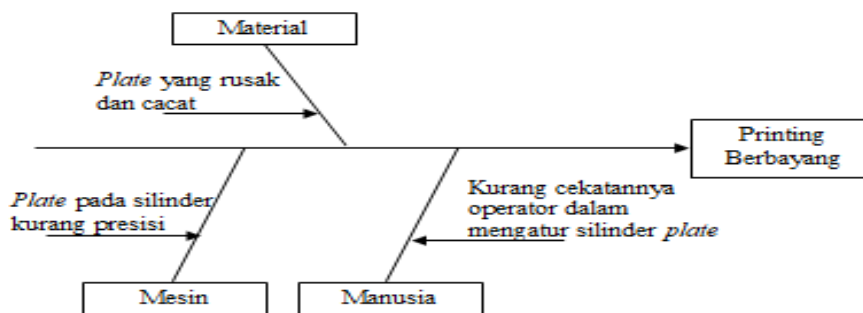 Material
Plate yang rusak
dan cacat
Printing
Berbayang
Plate pada silinder
kurang presisi
Kurang cekatannya
operator dalam
mengatur silinder plate
Mesin
Manusia